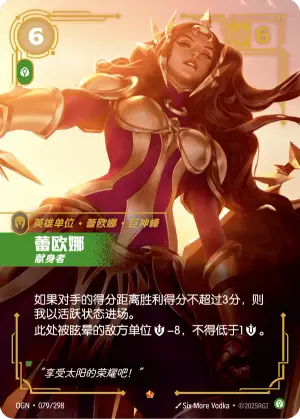 6
6
英雄单位・蕾欧娜・巨神峰
蕾欧娜
献身者
如果对手的得分距离胜利得分不超过3分，则
我以活跃状态进场。
此处被眩晕的敌方单位 -8，不得低于1 。
“享受太阳的荣耀吧！”
OGN・079/298
Six More Vodka・©2025RGI